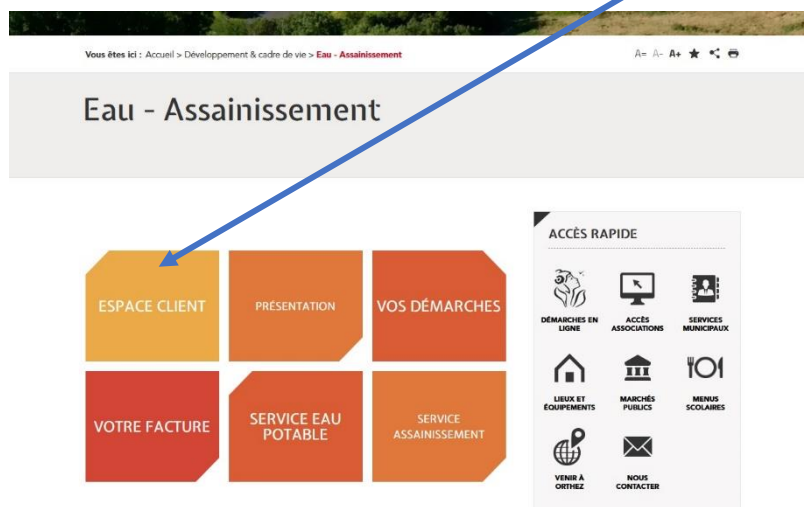 Vous êtes ici : Accueil > Développement & cadre de vie > Eau - Assainissement
A= A- A+
Eau - Assainissement
ESPACE CLIENT
PRÉSENTATION
VOS DÉMARCHES
VOTRE FACTURE
SERVICE EAU
POTABLE
SERVICE
ASSAINISSEMENT
ACCÈS RAPIDE
DÉMARCHES EN
LIGNE
ACCÈS
ASSOCIATIONS
SERVICES
MUNICIPAUX
LIEUX ET
ÉQUIPEMENTS
MARCHÉS
PUBLICS
MENUS
SCOLAIRES
VENIR À
ORTHEZ
NOUS
CONTACTER